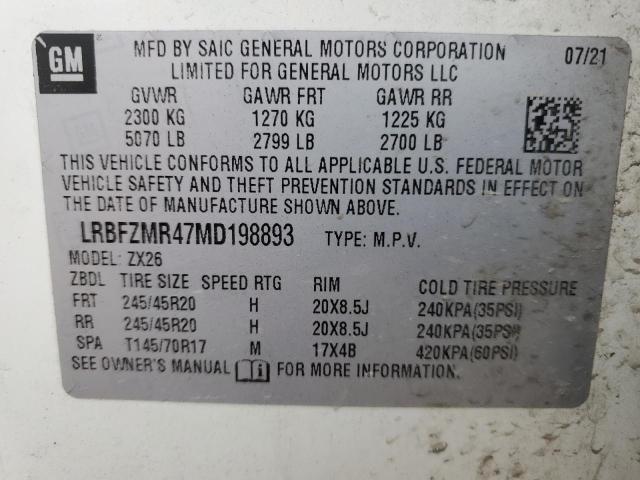 GM
MFD BY SAIC GENERAL MOTORS CORPORATION 07/21
LIMITED FOR GENERAL MOTORS LLC
GVWR GAWR FRT GAWR RR
2300 KG 1270 KG 1225 KG
5070 LB 2799 LB 2700 LB
THIS VEHICLE CONFORMS TO ALL APPLICABLE U.S. FEDERAL MOTOR
VEHICLE SAFETY AND THEFT PREVENTION STANDARDS IN EFFECT ON
THE DATE OF MANUFACTURE SHOWN ABOVE.
LRBFZMR47MD198893 TYPE: M.P.V.
MODEL: ZX26
ZBDL TIRE SIZE SPEED RTG RIM COLD TIRE PRESSURE
FRT 245/45R20 H 20X8.5J 240KPA(35PSI)
RR 245/45R20 H 20X8.5J 240KPA(35PSI)
SPA T145/70R17 M 17X4B 420KPA(60PSI)
SEE OWNER'S MANUAL FOR MORE INFORMATION.